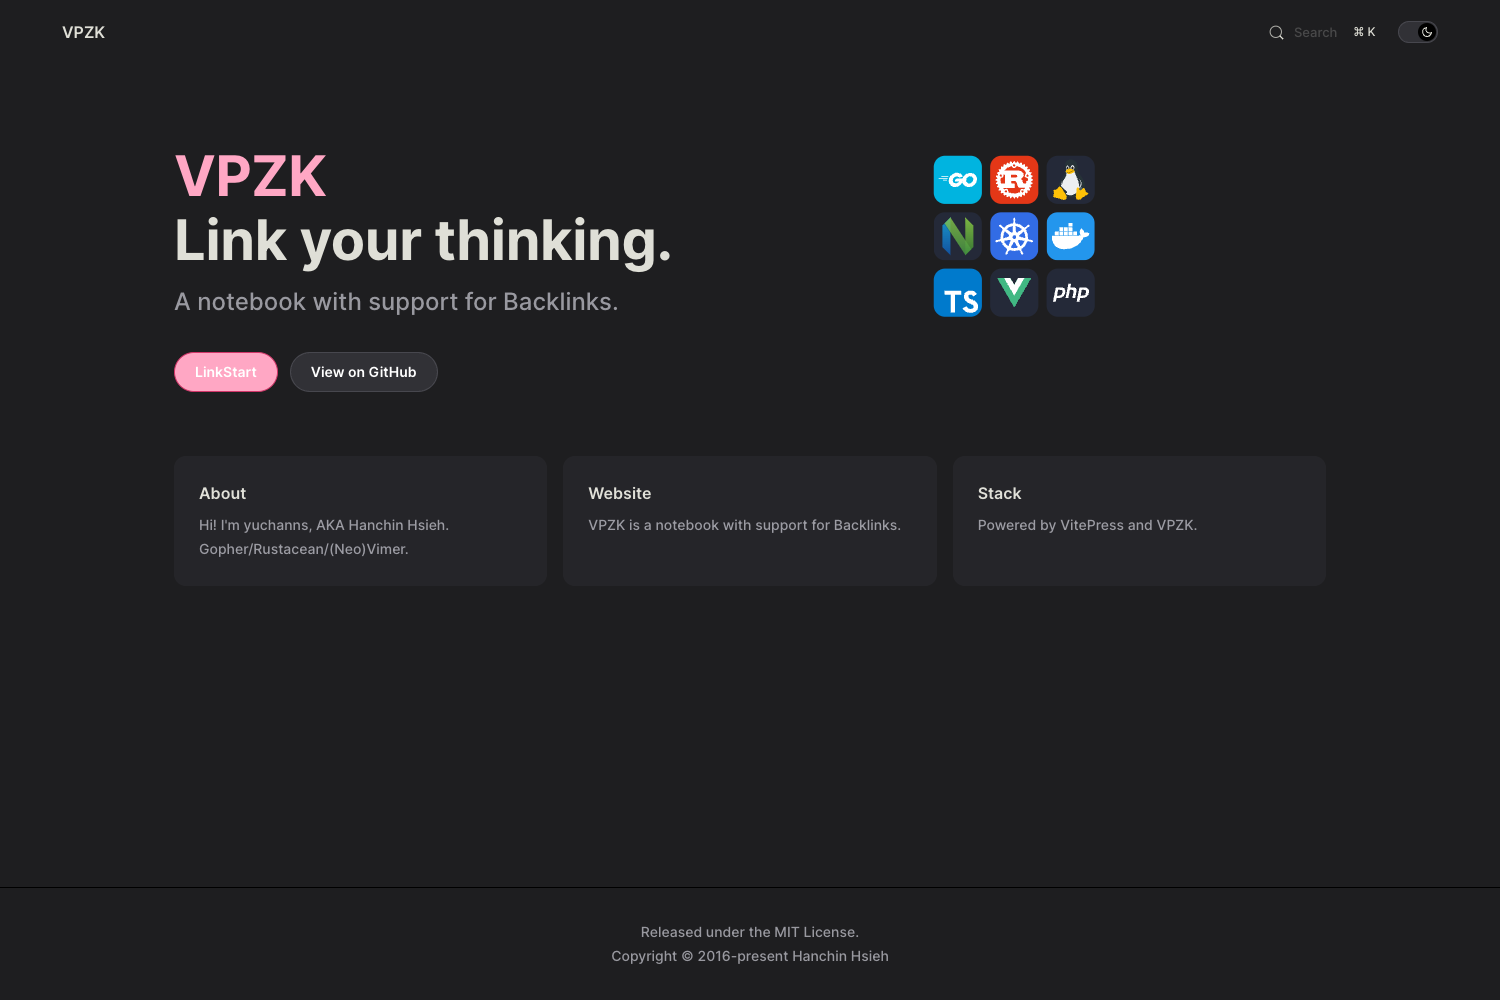 VPZK
Search ⌘ K
VPZK
Link your thinking.
A notebook with support for Backlinks.
LinkStart
View on GitHub
GO
R
N
TS
php
About
Hi! I'm yuchanns, AKA Hanchin Hsieh.
Gopher/Rustacean/(Neo)Vimer.
Website
VPZK is a notebook with support for Backlinks.
Stack
Powered by VitePress and VPZK.
Released under the MIT License.
Copyright © 2016-present Hanchin Hsieh